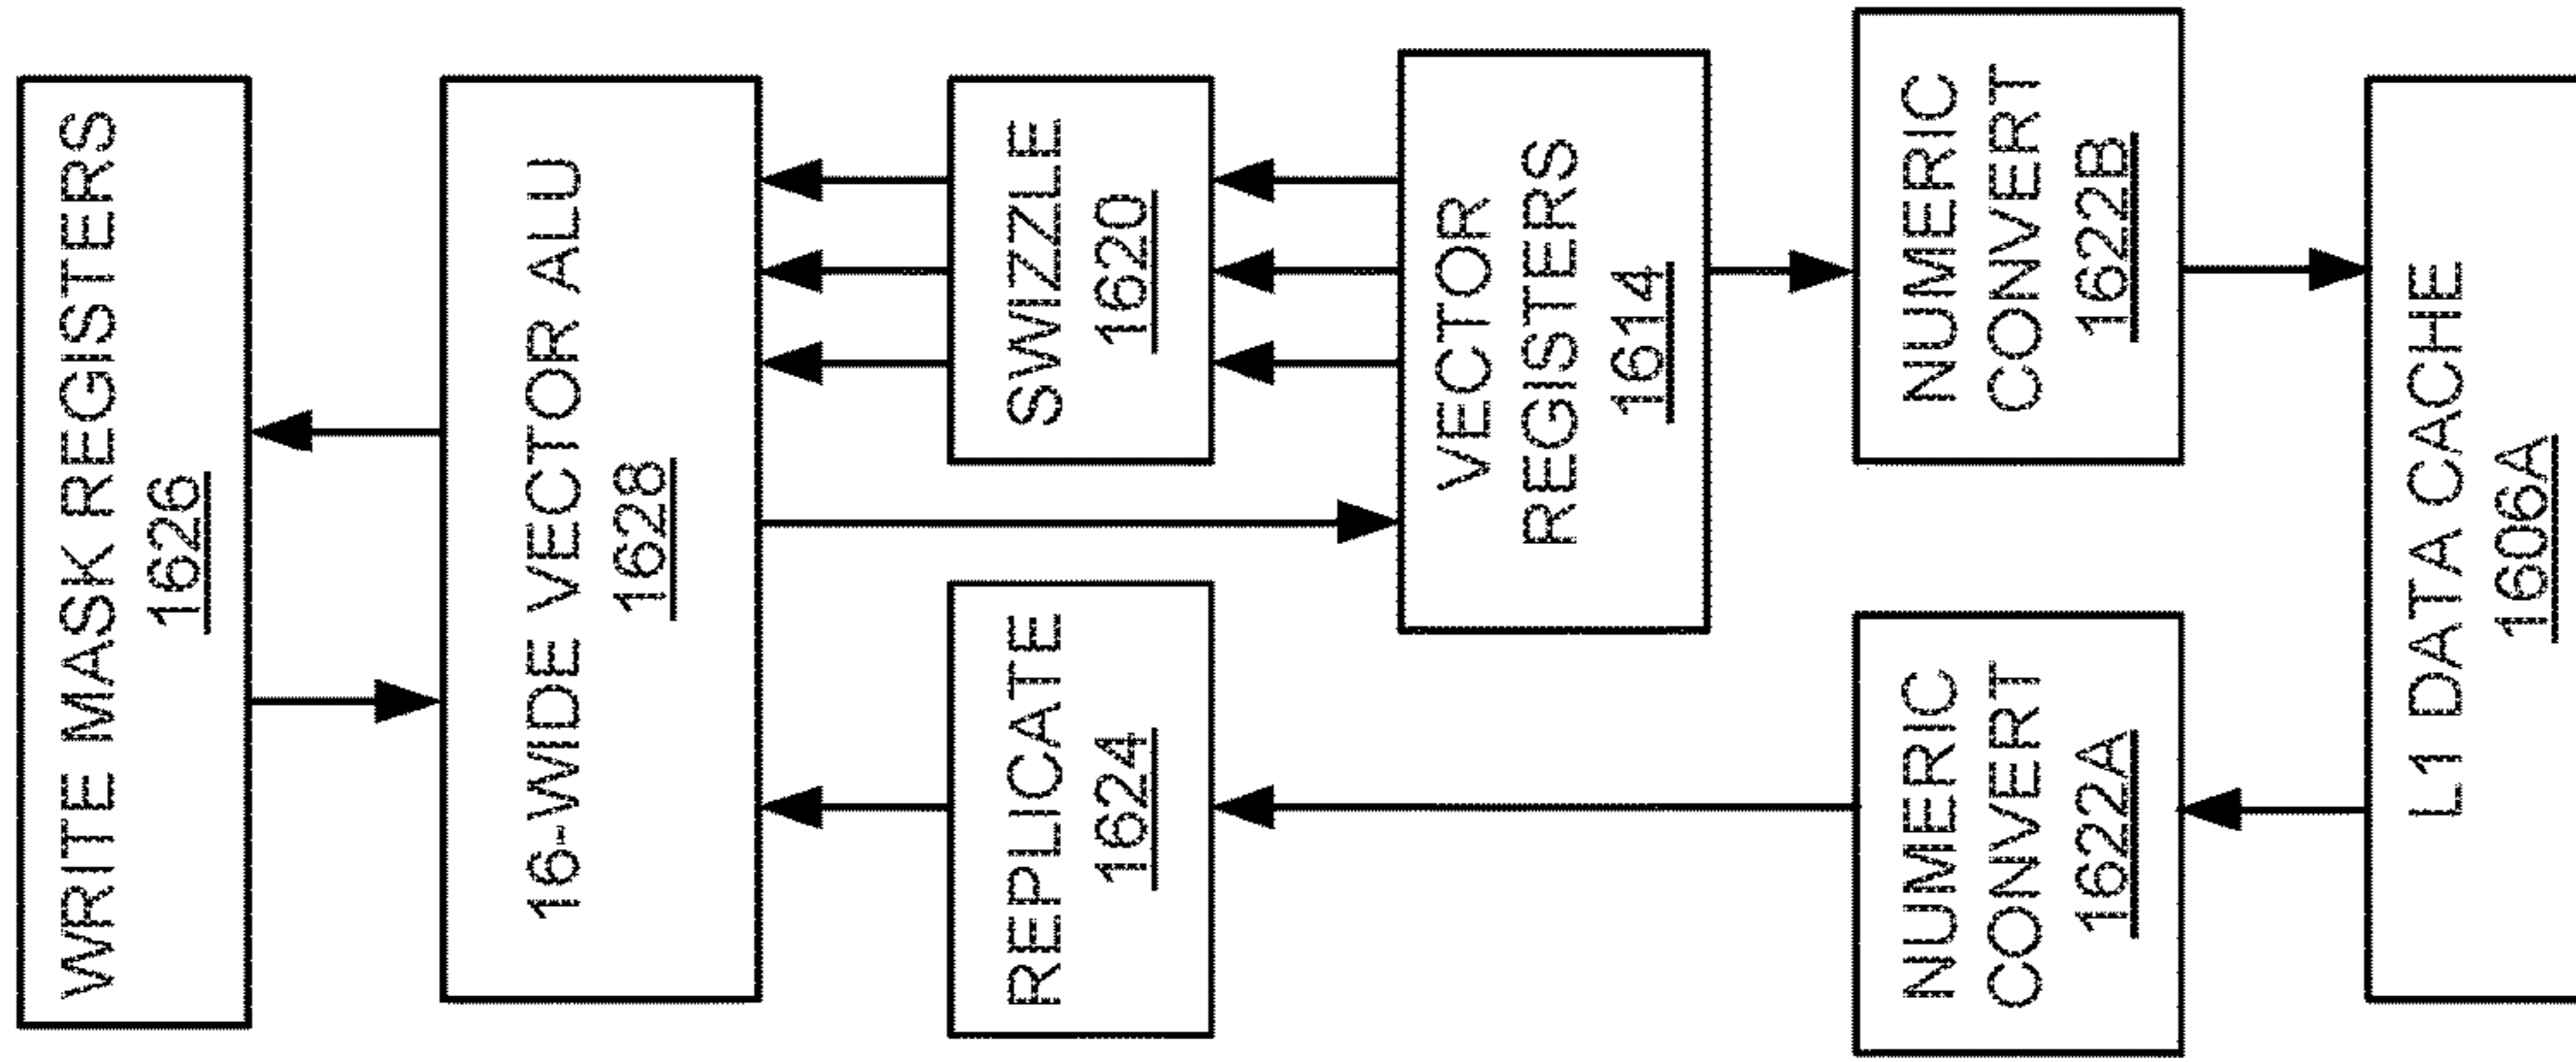 WRITE MASK REGISTERS
1626
16-WIDE VECTOR ALU
1628
REPLICATE
1624
SWIZZLE
1620
VECTOR
REGISTERS
1614
NUMERIC
CONVERT
1622A
NUMERIC
CONVERT
1622B
L1 DATA CACHE
1606A